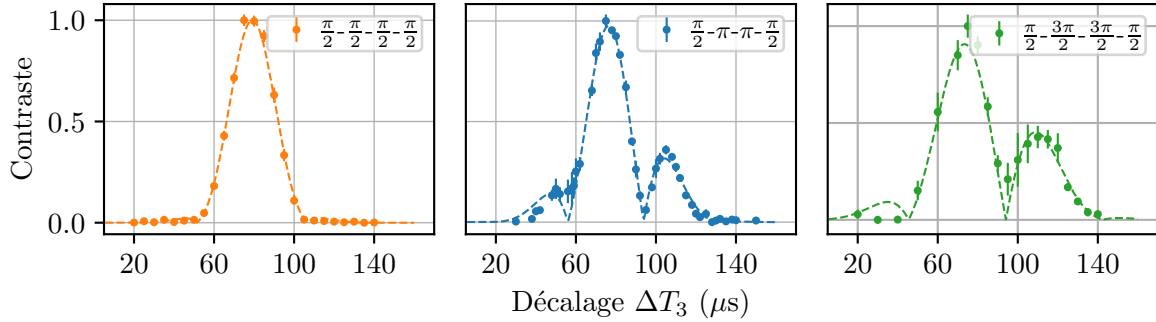 π/2 - π/2 - π/2 - π/2
π/2 - π - π - π/2
π/2 - 3π/2 - 3π/2 - π/2
Contraste
1.0
0.5
0.0
20 60 100 140
20 60 100 140
20 60 100 140
Décalage ΔT₃ (μs)